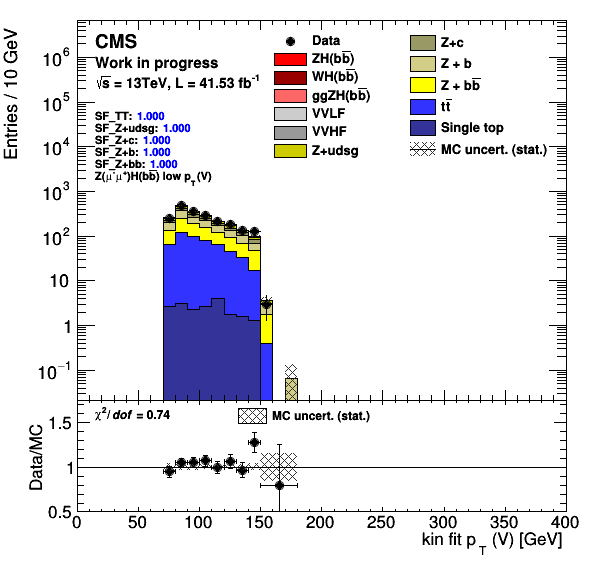 CMS
Work in progress
√s = 13TeV, L = 41.53 fb⁻¹
SF_TT: 1.000
SF_Z+udsg: 1.000
SF_Z+c: 1.000
SF_Z+b: 1.000
SF_Z+bb: 1.000
Z(μ⁻μ⁺)H(bb̅) low p_T(V)
Data
ZH(bb̅)
WH(bb̅)
ggZH(bb̅)
VVLF
VVHF
Z+udsg
Z+c
Z + b
Z + bb̅
tt̅
Single top
MC uncert. (stat.)
Entries / 10 GeV
10⁶
10⁵
10⁴
10³
10²
10
1
10⁻¹
χ²/dof = 0.74
MC uncert. (stat.)
Data/MC
1.5
1
0.5
0 50 100 150 200 250 300 350 400
kin fit p_T (V) [GeV]